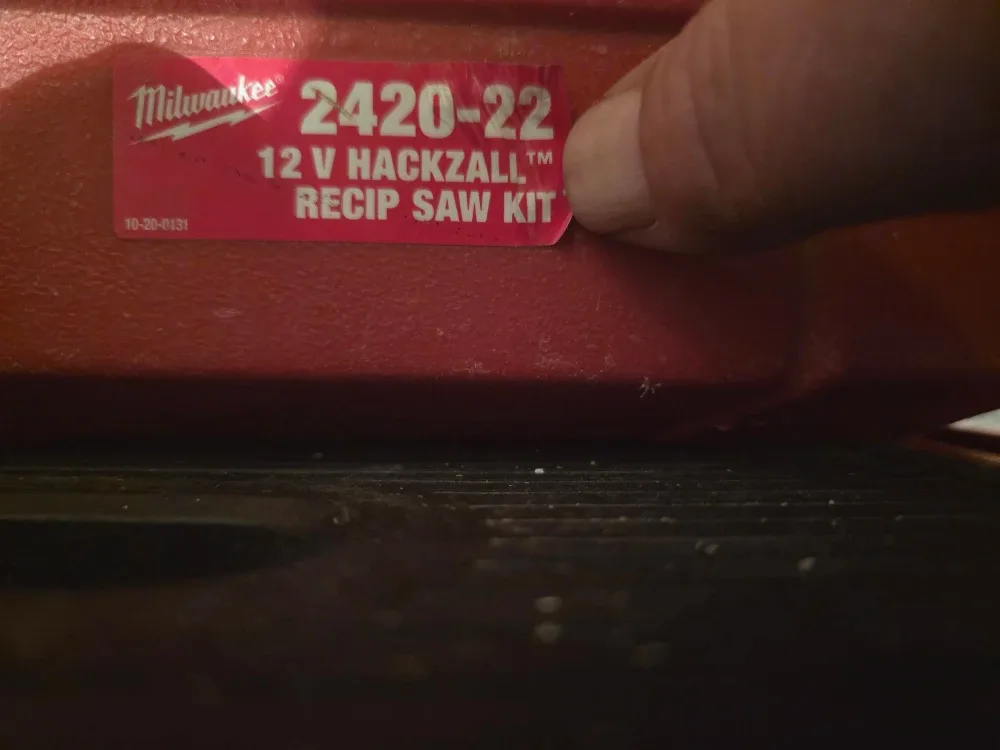 Milwaukee®
2420-22
12 V HACKZALL™
RECIP SAW KIT
10-20-0131